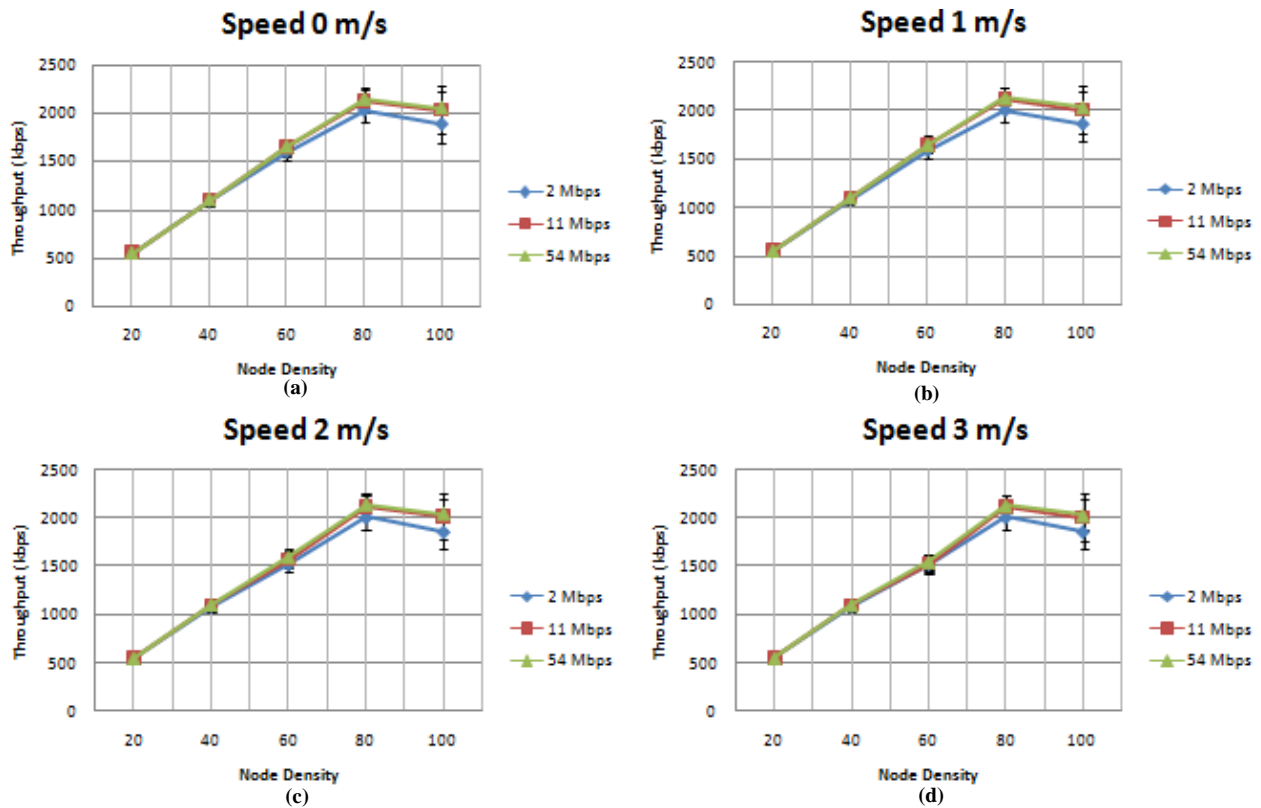 Speed 0 m/s
Throughput (kbps)
2500
2000
1500
1000
500
0
20 40 60 80 100
Node Density
2 Mbps
11 Mbps
54 Mbps
(a)
Speed 1 m/s
Throughput (kbps)
2500
2000
1500
1000
500
0
20 40 60 80 100
Node Density
2 Mbps
11 Mbps
54 Mbps
(b)
Speed 2 m/s
Throughput (kbps)
2500
2000
1500
1000
500
0
20 40 60 80 100
Node Density
2 Mbps
11 Mbps
54 Mbps
(c)
Speed 3 m/s
Throughput (kbps)
2500
2000
1500
1000
500
0
20 40 60 80 100
Node Density
2 Mbps
11 Mbps
54 Mbps
(d)